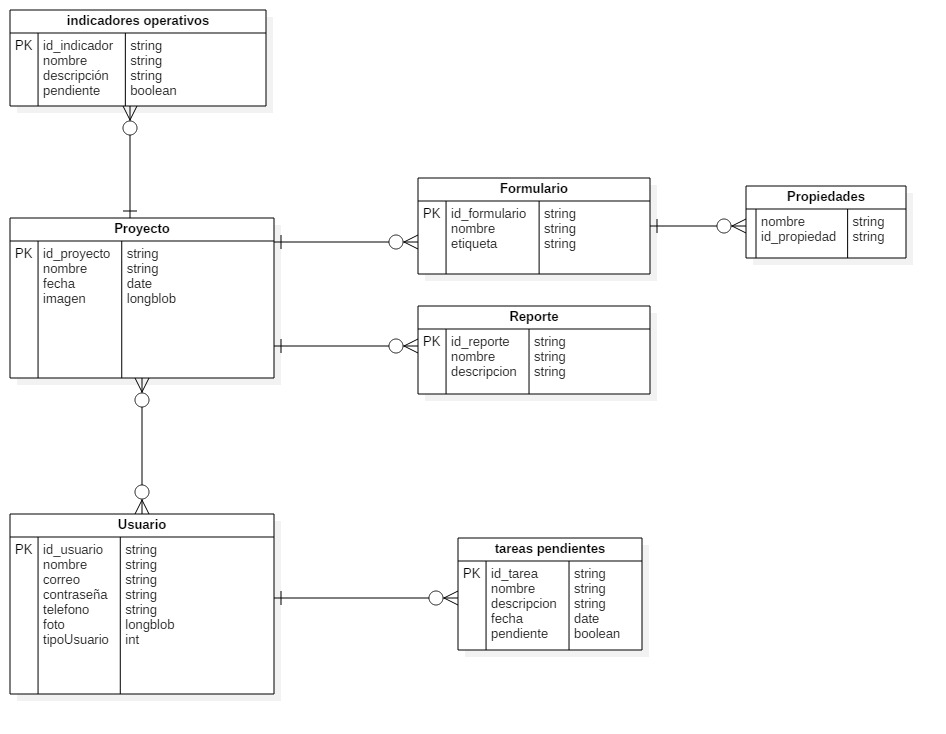 indicadores operativos
PK id_indicador string
nombre string
descripción string
pendiente boolean
Proyecto
PK id_proyecto string
nombre string
fecha date
imagen longblob
Formulario
PK id_formulario string
nombre string
etiqueta string
Propiedades
nombre string
id_propiedad string
Reporte
PK id_reporte string
nombre string
descripcion string
Usuario
PK id_usuario string
nombre string
correo string
contraseña string
telefono string
foto longblob
tipoUsuario int
tareas pendientes
PK id_tarea string
nombre string
descripcion string
fecha date
pendiente boolean